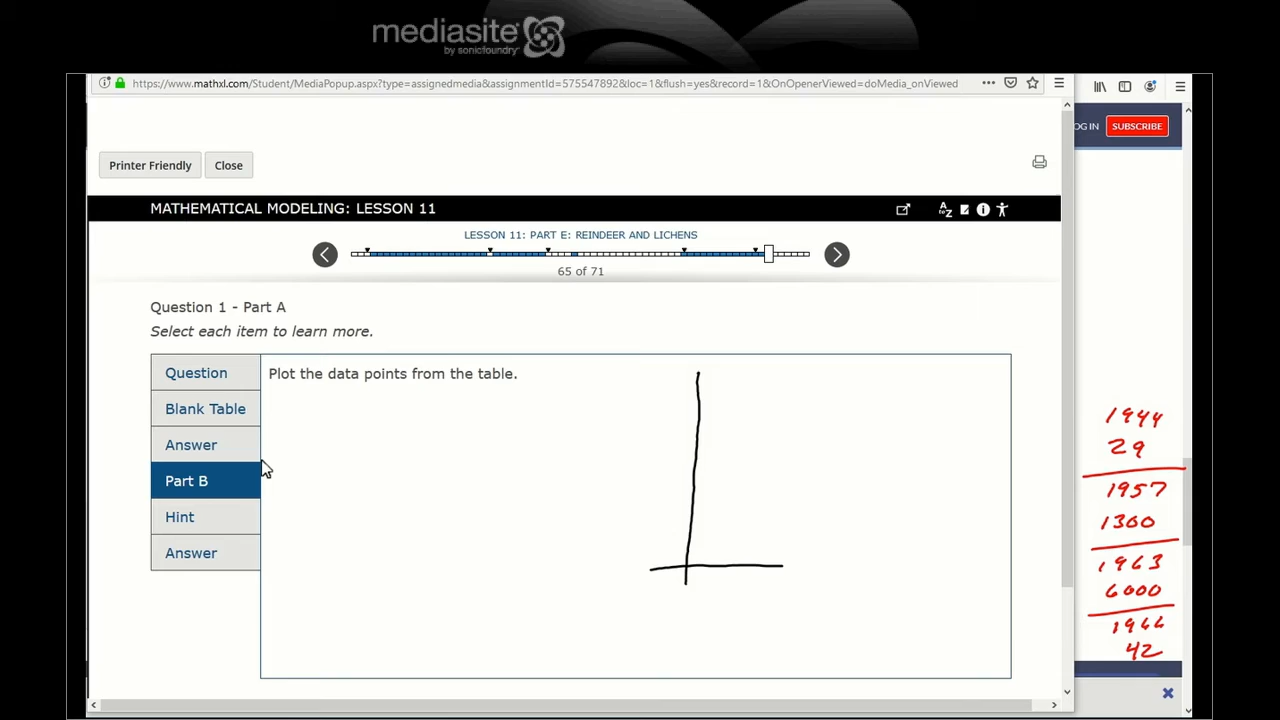 mediasite
by sonicfoundry
https://www.mathxl.com/Student/MediaPopup.aspx?type=assignedmedia&assignmentId=575547892&loc=1&flush=yes&record=1&OnOpenerViewed=doMedia_onViewed
OG IN
SUBSCRIBE
Printer Friendly
Close
MATHEMATICAL MODELING: LESSON 11
A to Z
LESSON 11: PART E: REINDEER AND LICHENS
65 of 71
Question 1 - Part A
Select each item to learn more.
Question
Blank Table
Answer
Part B
Hint
Answer
Plot the data points from the table.
1944
29
1957
1300
1963
6000
1966
42